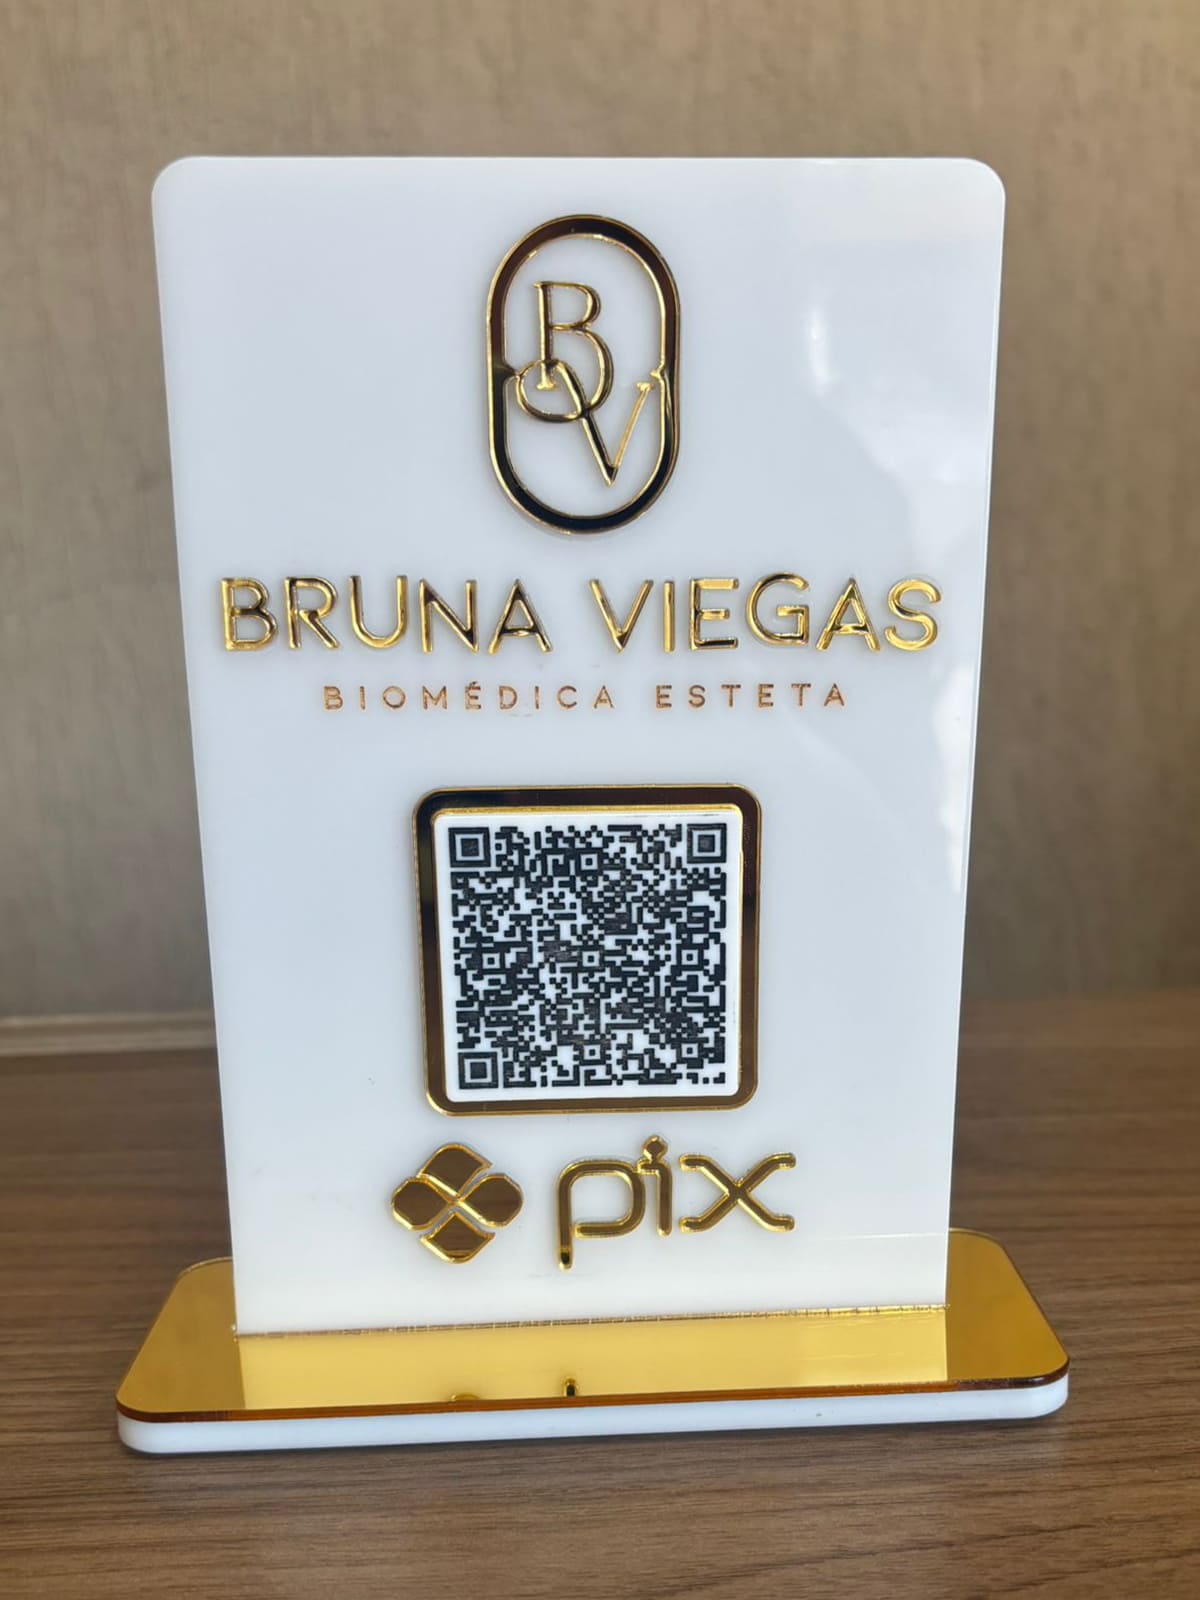 BV
BRUNA VIEGAS
BIOMÉDICA ESTETA
pix